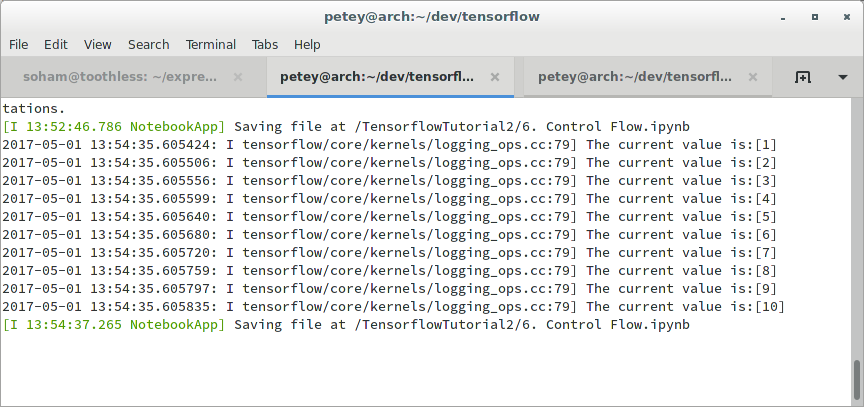 petey@arch:~/dev/tensorflow
File Edit View Search Terminal Tabs Help
soham@toothless: ~/expre... petey@arch:~/dev/tensorfl... petey@arch:~/dev/tensorfl...
tations.
[I 13:52:46.786 NotebookApp] Saving file at /TensorflowTutorial2/6. Control Flow.ipynb
2017-05-01 13:54:35.605424: I tensorflow/core/kernels/logging_ops.cc:79] The current value is:[1]
2017-05-01 13:54:35.605506: I tensorflow/core/kernels/logging_ops.cc:79] The current value is:[2]
2017-05-01 13:54:35.605556: I tensorflow/core/kernels/logging_ops.cc:79] The current value is:[3]
2017-05-01 13:54:35.605599: I tensorflow/core/kernels/logging_ops.cc:79] The current value is:[4]
2017-05-01 13:54:35.605640: I tensorflow/core/kernels/logging_ops.cc:79] The current value is:[5]
2017-05-01 13:54:35.605680: I tensorflow/core/kernels/logging_ops.cc:79] The current value is:[6]
2017-05-01 13:54:35.605720: I tensorflow/core/kernels/logging_ops.cc:79] The current value is:[7]
2017-05-01 13:54:35.605759: I tensorflow/core/kernels/logging_ops.cc:79] The current value is:[8]
2017-05-01 13:54:35.605797: I tensorflow/core/kernels/logging_ops.cc:79] The current value is:[9]
2017-05-01 13:54:35.605835: I tensorflow/core/kernels/logging_ops.cc:79] The current value is:[10]
[I 13:54:37.265 NotebookApp] Saving file at /TensorflowTutorial2/6. Control Flow.ipynb